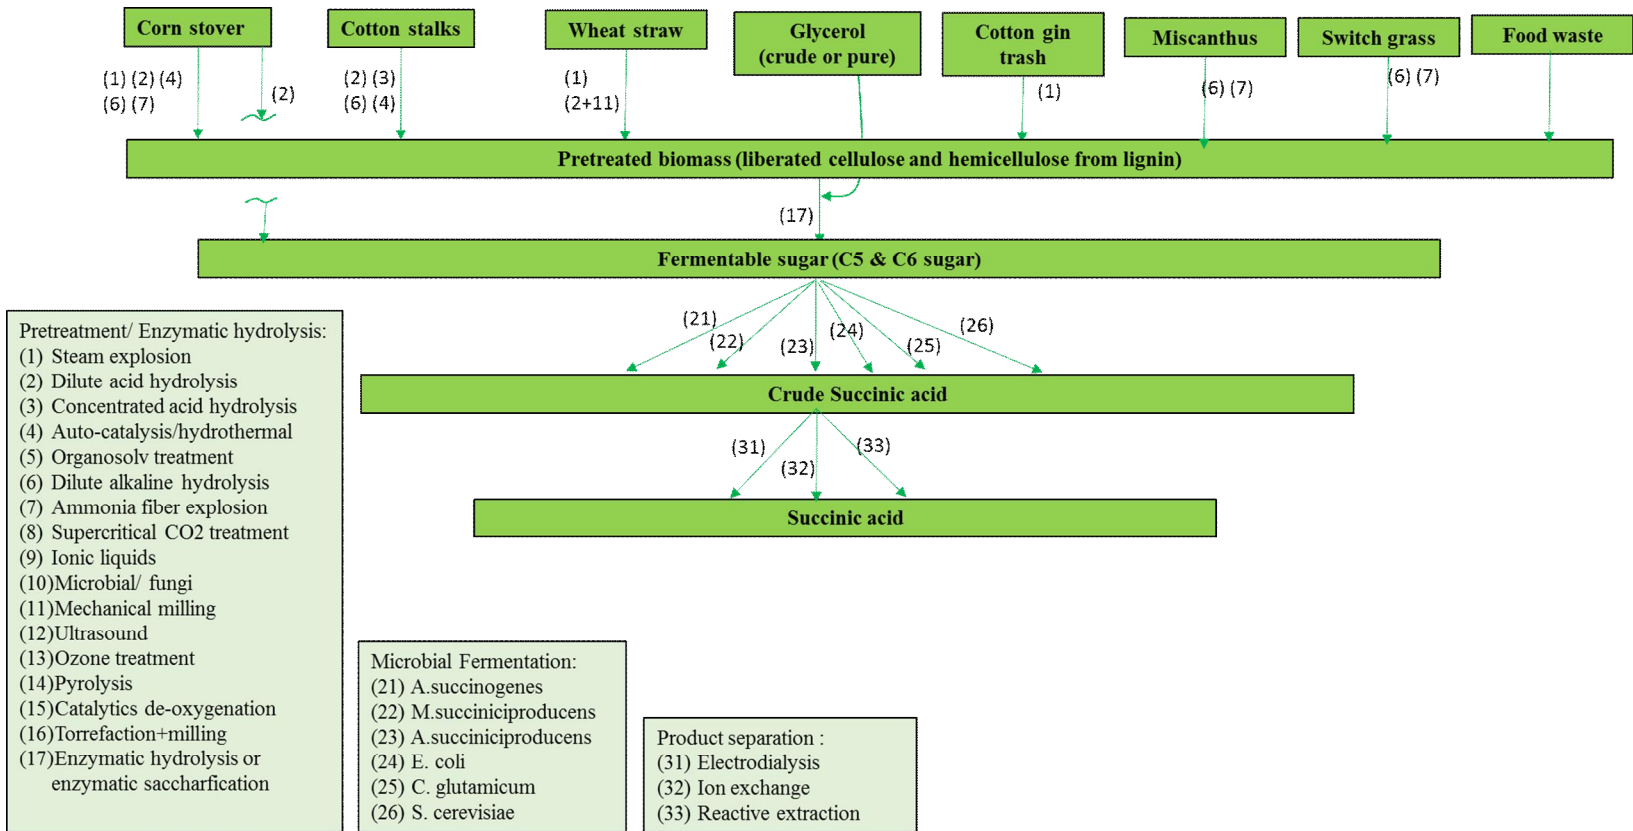 Corn stover
Cotton stalks
Wheat straw
Glycerol
(crude or pure)
Cotton gin
trash
Miscanthus
Switch grass
Food waste
(1) (2) (4)
(6) (7)
(2)
(2) (3)
(6) (4)
(1)
(2+11)
(1)
(6) (7)
(6) (7)
Pretreated biomass (liberated cellulose and hemicellulose from lignin)
(17)
Fermentable sugar (C5 & C6 sugar)
(21)
(22)
(23)
(24)
(25)
(26)
Crude Succinic acid
(31)
(32)
(33)
Succinic acid
Pretreatment/ Enzymatic hydrolysis:
(1) Steam explosion
(2) Dilute acid hydrolysis
(3) Concentrated acid hydrolysis
(4) Auto-catalysis/hydrothermal
(5) Organosolv treatment
(6) Dilute alkaline hydrolysis
(7) Ammonia fiber explosion
(8) Supercritical CO2 treatment
(9) Ionic liquids
(10)Microbial/ fungi
(11)Mechanical milling
(12)Ultrasound
(13)Ozone treatment
(14)Pyrolysis
(15)Catalytics de-oxygenation
(16)Torrefaction+milling
(17)Enzymatic hydrolysis or
enzymatic saccharfication
Microbial Fermentation:
(21) A.succinogenes
(22) M.succiniciproducens
(23) A.succiniciproducens
(24) E. coli
(25) C. glutamicum
(26) S. cerevisiae
Product separation :
(31) Electrodialysis
(32) Ion exchange
(33) Reactive extraction